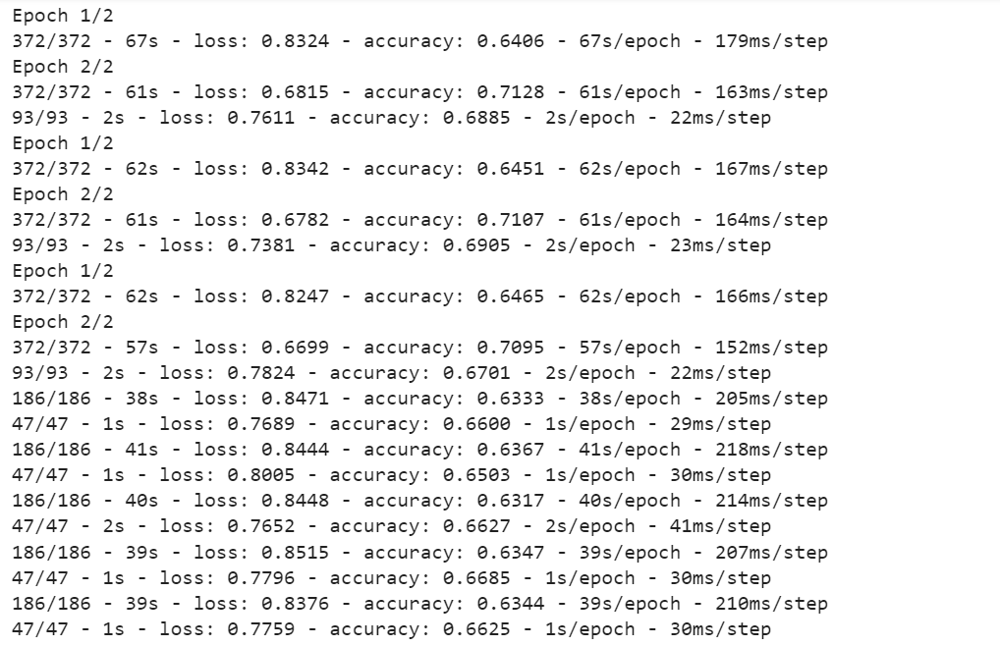 Epoch 1/2
372/372 - 67s - loss: 0.8324 - accuracy: 0.6406 - 67s/epoch - 179ms/step
Epoch 2/2
372/372 - 61s - loss: 0.6815 - accuracy: 0.7128 - 61s/epoch - 163ms/step
93/93 - 2s - loss: 0.7611 - accuracy: 0.6885 - 2s/epoch - 22ms/step
Epoch 1/2
372/372 - 62s - loss: 0.8342 - accuracy: 0.6451 - 62s/epoch - 167ms/step
Epoch 2/2
372/372 - 61s - loss: 0.6782 - accuracy: 0.7107 - 61s/epoch - 164ms/step
93/93 - 2s - loss: 0.7381 - accuracy: 0.6905 - 2s/epoch - 23ms/step
Epoch 1/2
372/372 - 62s - loss: 0.8247 - accuracy: 0.6465 - 62s/epoch - 166ms/step
Epoch 2/2
372/372 - 57s - loss: 0.6699 - accuracy: 0.7095 - 57s/epoch - 152ms/step
93/93 - 2s - loss: 0.7824 - accuracy: 0.6701 - 2s/epoch - 22ms/step
186/186 - 38s - loss: 0.8471 - accuracy: 0.6333 - 38s/epoch - 205ms/step
47/47 - 1s - loss: 0.7689 - accuracy: 0.6600 - 1s/epoch - 29ms/step
186/186 - 41s - loss: 0.8444 - accuracy: 0.6367 - 41s/epoch - 218ms/step
47/47 - 1s - loss: 0.8005 - accuracy: 0.6503 - 1s/epoch - 30ms/step
186/186 - 40s - loss: 0.8448 - accuracy: 0.6317 - 40s/epoch - 214ms/step
47/47 - 2s - loss: 0.7652 - accuracy: 0.6627 - 2s/epoch - 41ms/step
186/186 - 39s - loss: 0.8515 - accuracy: 0.6347 - 39s/epoch - 207ms/step
47/47 - 1s - loss: 0.7796 - accuracy: 0.6685 - 1s/epoch - 30ms/step
186/186 - 39s - loss: 0.8376 - accuracy: 0.6344 - 39s/epoch - 210ms/step
47/47 - 1s - loss: 0.7759 - accuracy: 0.6625 - 1s/epoch - 30ms/step